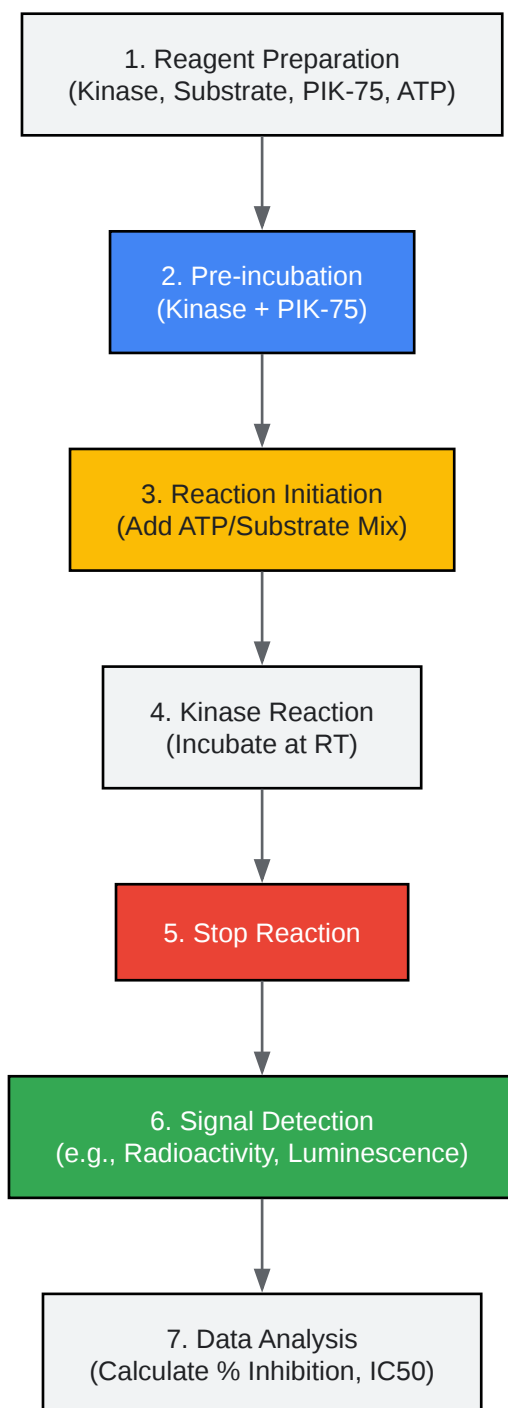 1. Reagent Preparation
(Kinase, Substrate, PIK-75, ATP)
2. Pre-incubation
(Kinase + PIK-75)
3. Reaction Initiation
(Add ATP/Substrate Mix)
4. Kinase Reaction
(Incubate at RT)
5. Stop Reaction
6. Signal Detection
(e.g., Radioactivity, Luminescence)
7. Data Analysis
(Calculate % Inhibition, IC50)